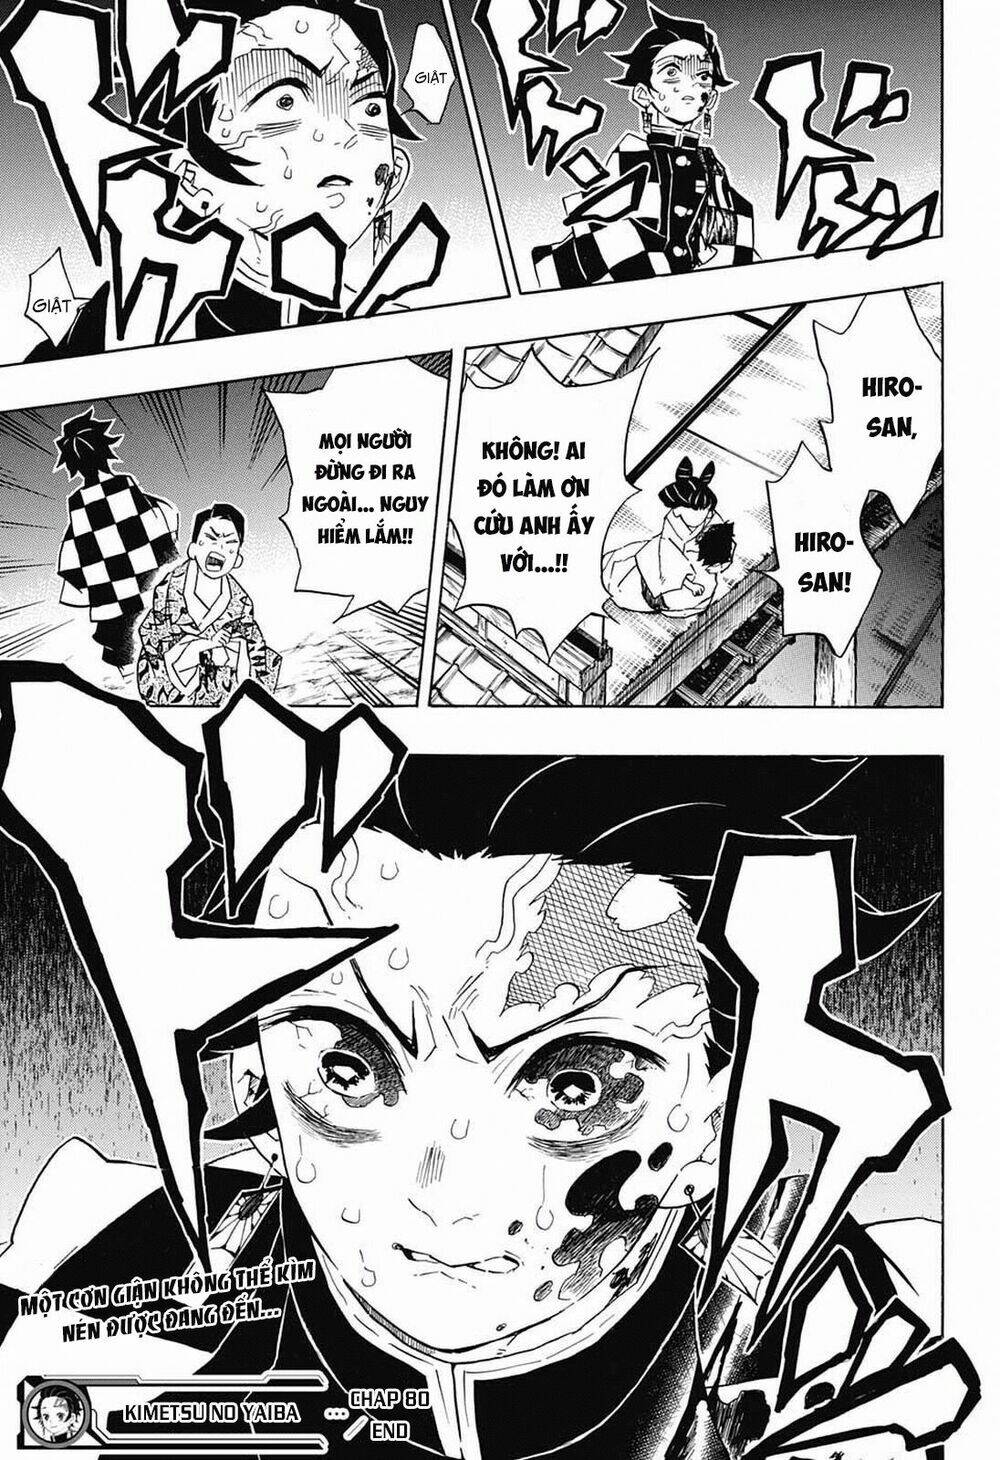 GIẬT
GIẬT
HIRO-
SAN,
HIRO-
SAN!
KHÔNG! AI
ĐÓ LÀM ƠN
CỨU ANH ẤY
VỚI...!!
MỌI NGƯỜI
ĐỪNG ĐI RA
NGOÀI... NGUY
HIỂM LẮM!!
MỘT CƠN GIẬN KHÔNG THỂ KÌM
NÉN ĐƯỢC ĐANG ĐẾN...
KIMETSU NO YAIBA ... CHAP 80
/ END